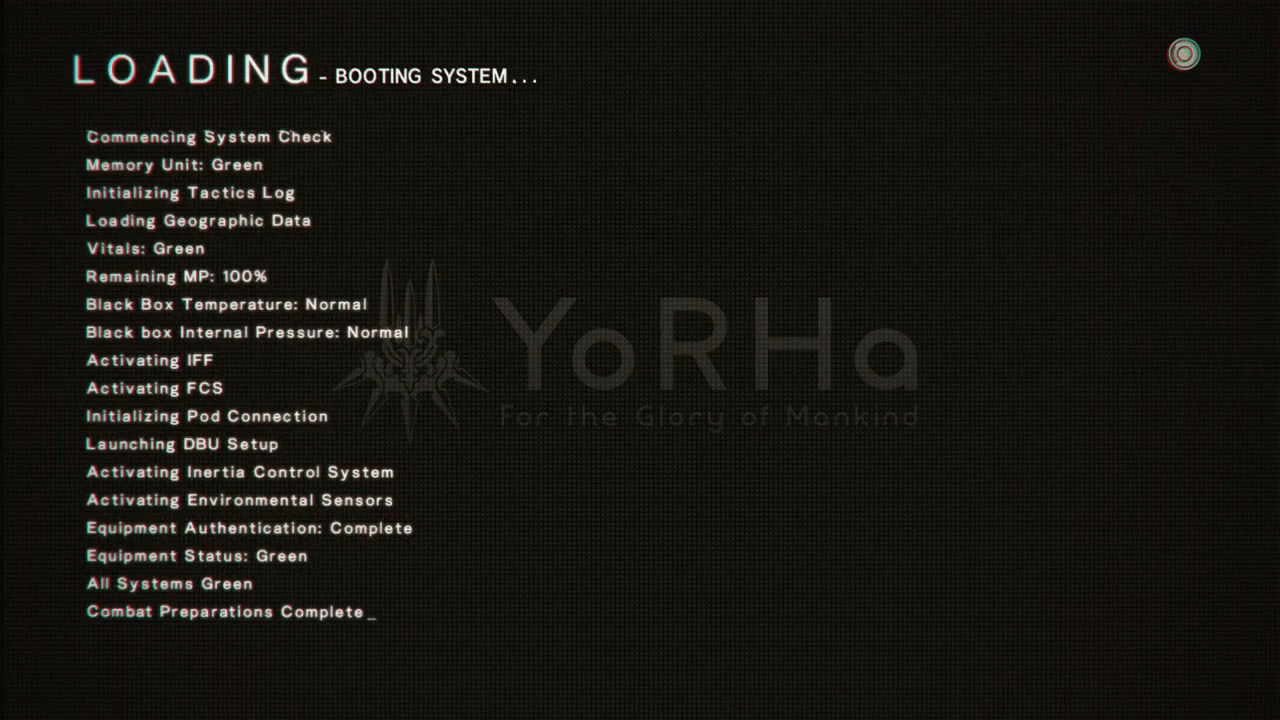 LOADING - BOOTING SYSTEM...
Commencing System Check
Memory Unit: Green
Initializing Tactics Log
Loading Geographic Data
Vitals: Green
Remaining MP: 100%
Black Box Temperature: Normal
Black box Internal Pressure: Normal
Activating IFF
Activating FCS
Initializing Pod Connection
Launching DBU Setup
Activating Inertia Control System
Activating Environmental Sensors
Equipment Authentication: Complete
Equipment Status: Green
All Systems Green
Combat Preparations Complete_
YoRHa
For the Glory of Mankind